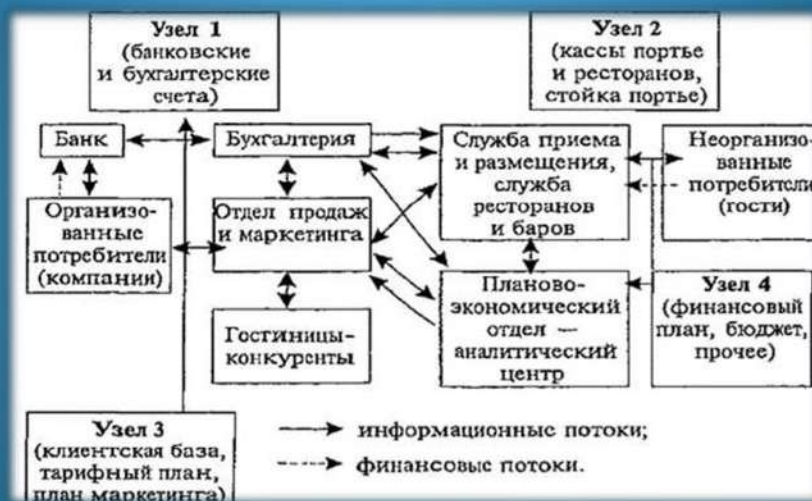 Узел 1
(банковские
и бухгалтерские
счета)
Узел 2
(кассы портье
и ресторанов,
стойка портье)
Банк
Бухгалтерия
Служба приема
и размещения,
служба
ресторанов
и баров
Неорганизо-
ванные
потребители
(гости)
Организо-
ванные
потребители
(компании)
Отдел продаж
и маркетинга
Планово-
экономический
отдел —
аналитический
центр
Узел 4
(финансовый
план, бюджет,
прочее)
Гостиницы-
конкуренты
Узел 3
(клиентская база,
тарифный план,
план маркетинга)
информационные потоки;
финансовые потоки.